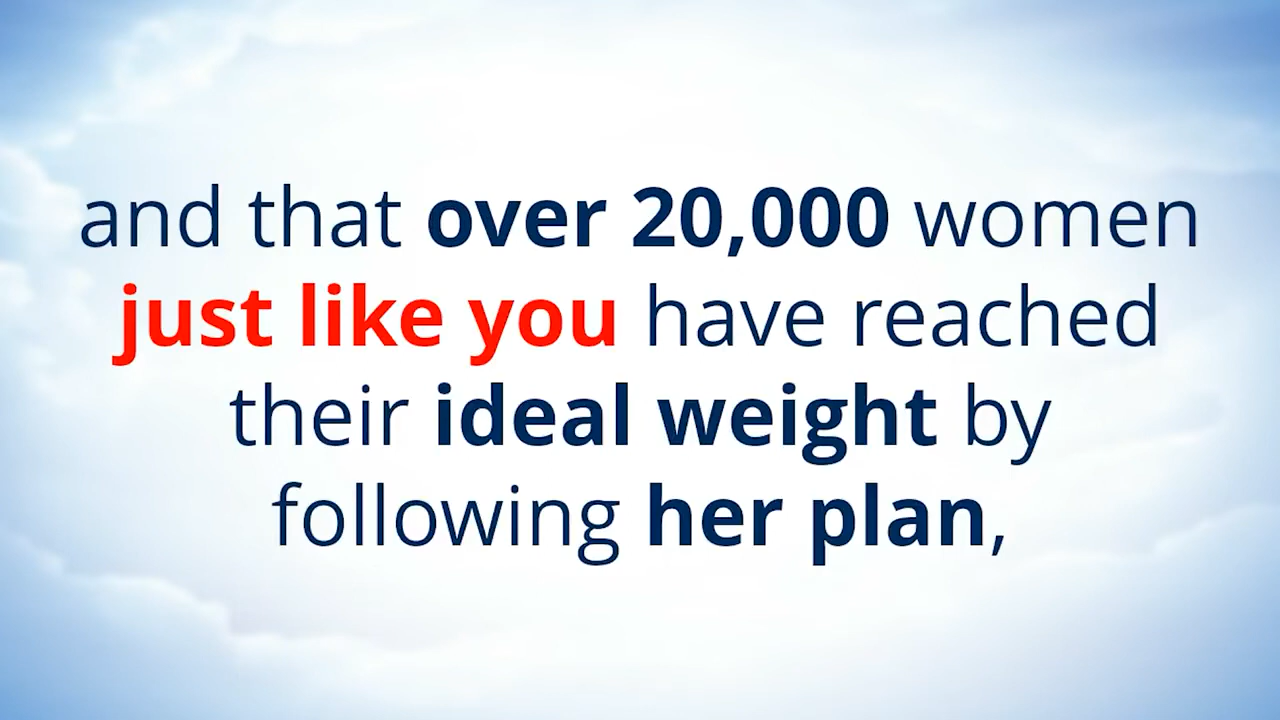 and that over 20,000 women
just like you have reached
their ideal weight by
following her plan,